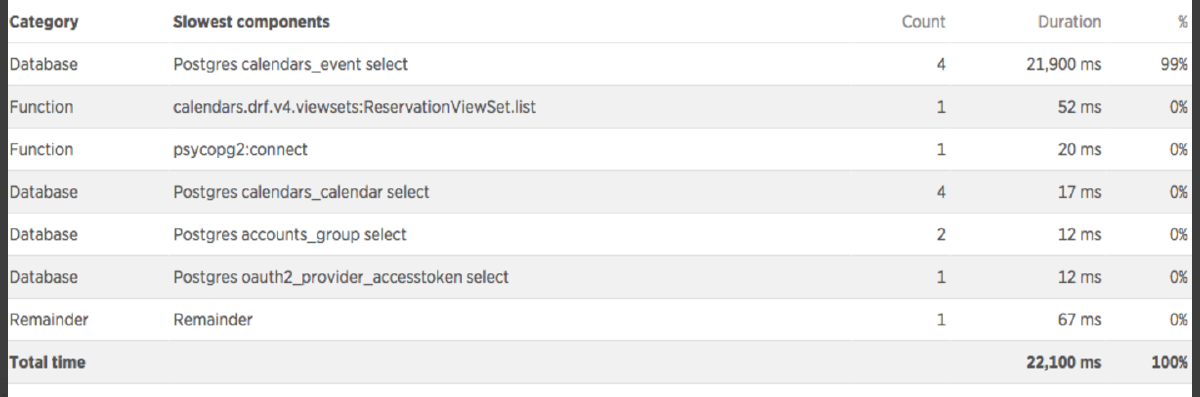 Category Slowest components Count Duration %
Database Postgres calendars_event select 4 21,900 ms 99%
Function calendars.drf.v4.viewsets:ReservationViewSet.list 1 52 ms 0%
Function psycopg2:connect 1 20 ms 0%
Database Postgres calendars_calendar select 4 17 ms 0%
Database Postgres accounts_group select 2 12 ms 0%
Database Postgres oauth2_provider_accesstoken select 1 12 ms 0%
Remainder Remainder 1 67 ms 0%
Total time 22,100 ms 100%